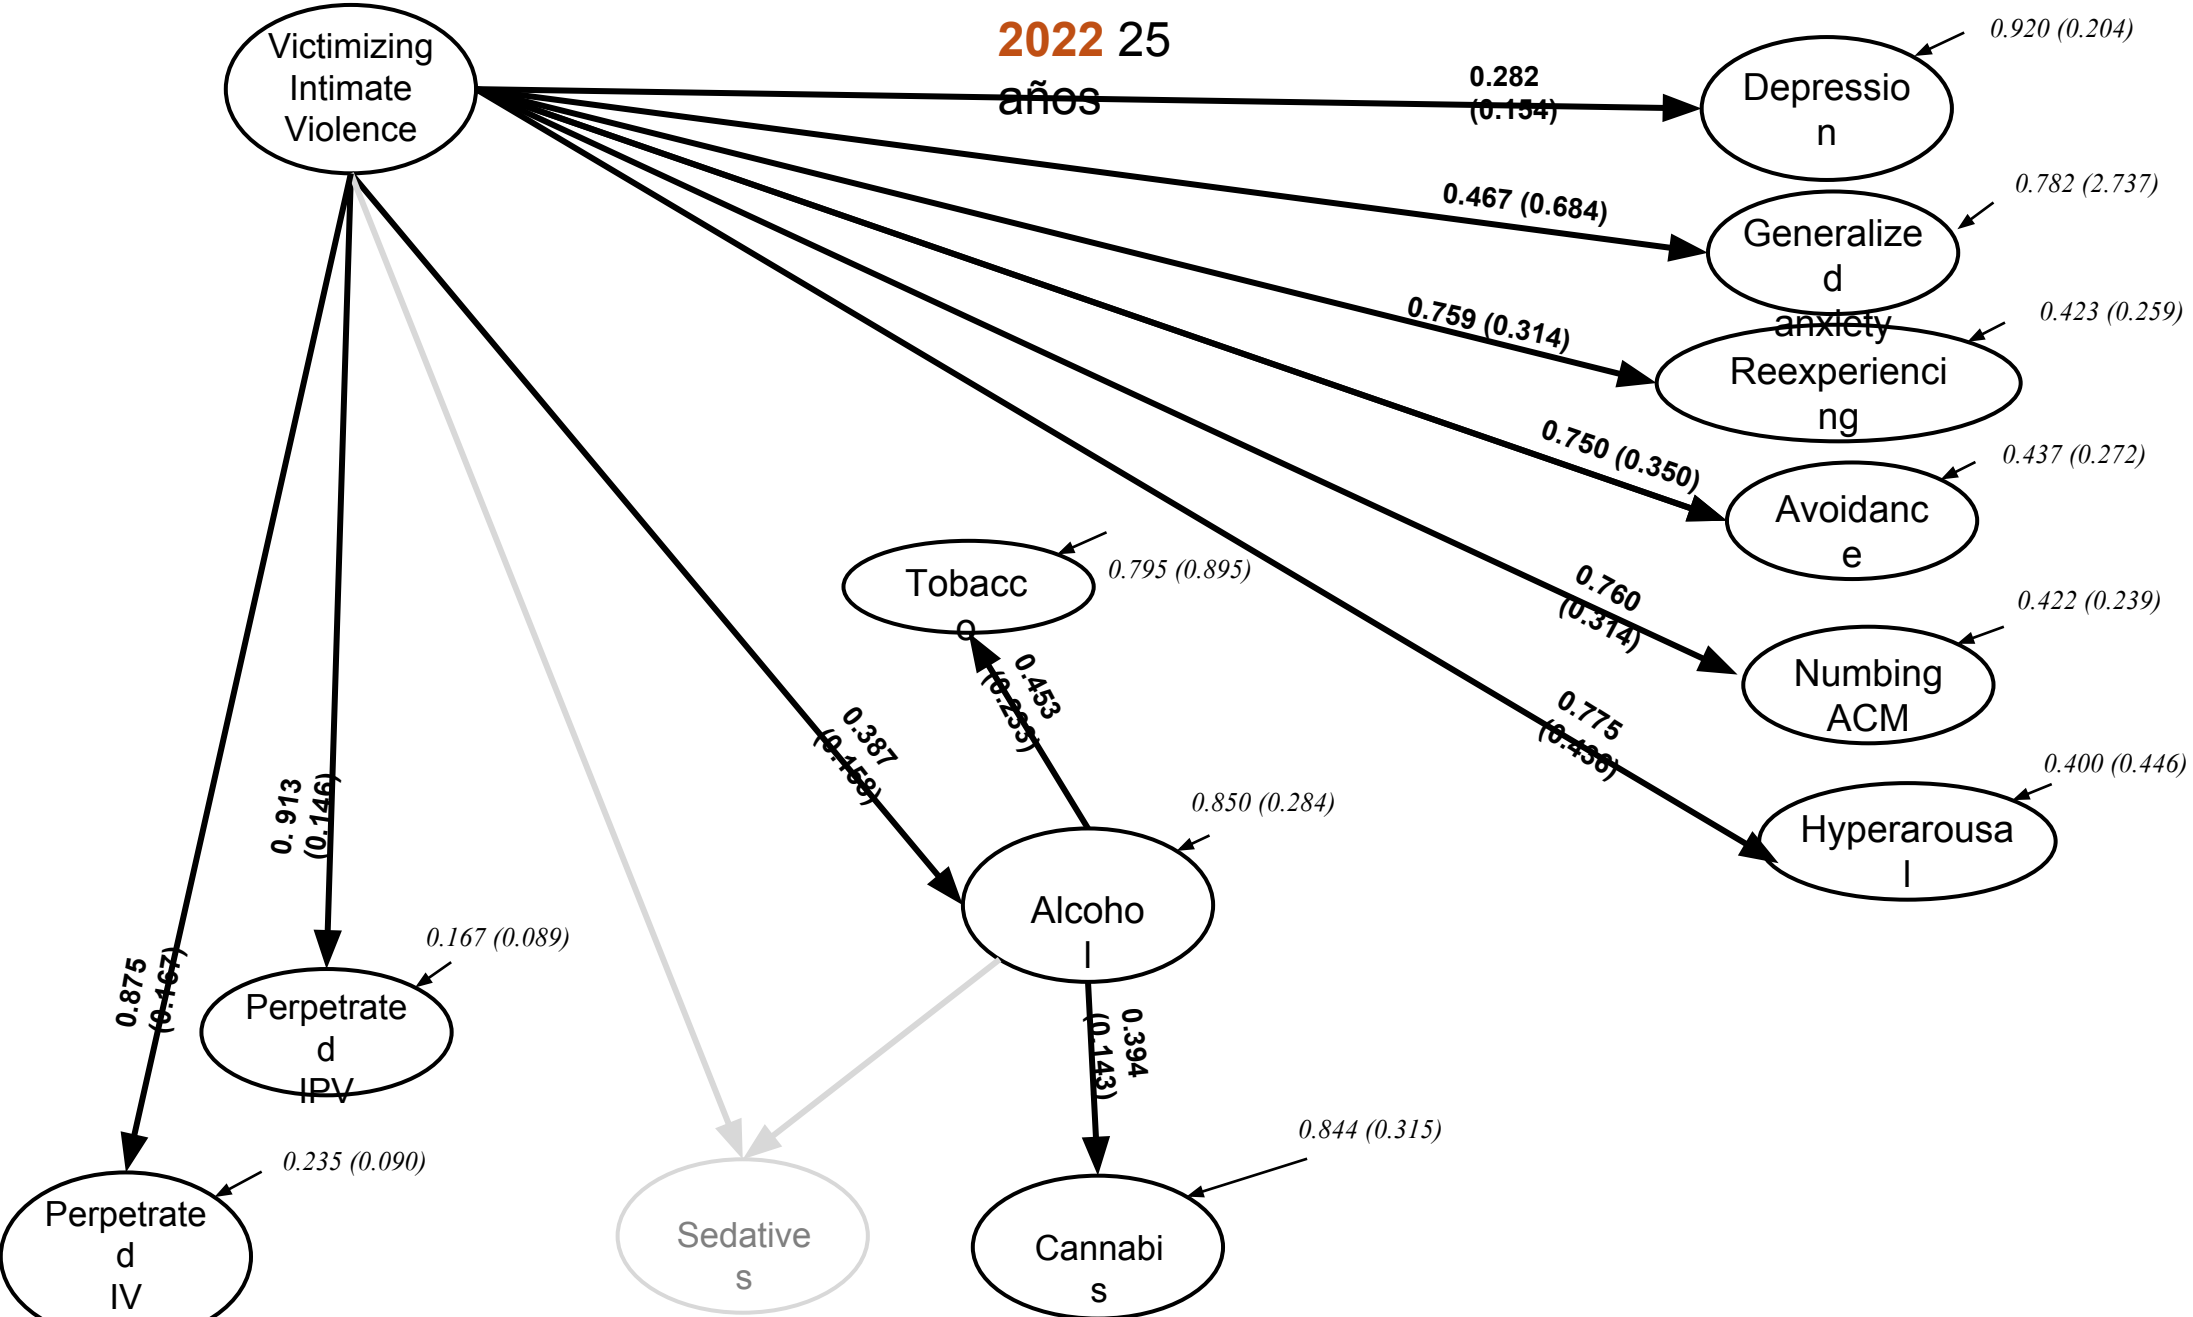 Victimizing
Intimate
Violence
2022 25
años
0.282
(0.154)
0.920 (0.204)
Depressio
n
0.467 (0.684)
0.782 (2.737)
Generalize
d
anxiety
0.759 (0.314)
0.423 (0.259)
Reexperienci
ng
0.750 (0.350)
0.437 (0.272)
Avoidanc
e
0.760
(0.314)
0.422 (0.239)
Numbing
ACM
0.775
(0.436)
0.400 (0.446)
Hyperarousa
l
Tobacc
o
0.795 (0.895)
0.453
(0.233)
0.387
(0.158)
0.850 (0.284)
Alcoho
l
0. 913
(0.146)
0.167 (0.089)
Perpetrate
d
IPV
0.875
(0.167)
0.235 (0.090)
Perpetrate
d
IV
0.394
(0.143)
0.844 (0.315)
Sedative
s
Cannabi
s